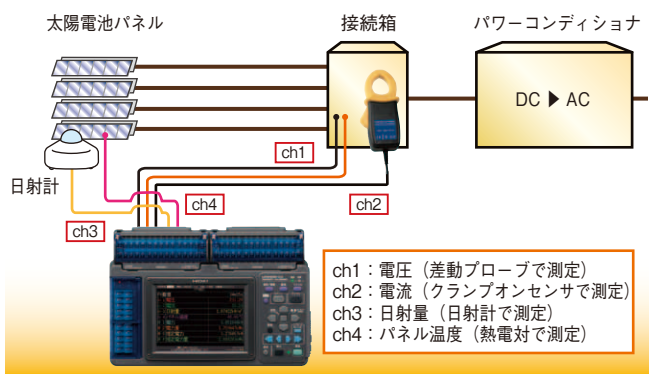 太陽電池パネル
接続箱
パワーコンディショナ
DC ▶ AC
ch1
日射計
ch4
ch2
ch3
ch1：電圧（差動プローブで測定）
ch2：電流（クランプオンセンサで測定）
ch3：日射量（日射計で測定）
ch4：パネル温度（熱電対で測定）